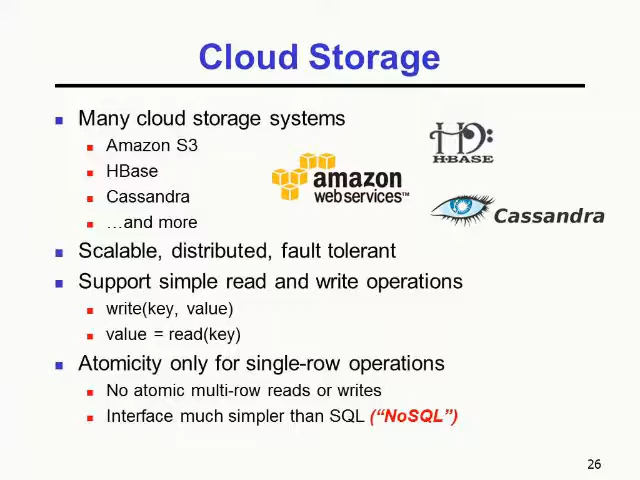 Cloud Storage
Many cloud storage systems
Amazon S3
HBase
Cassandra
…and more
H·BASE
amazon
webservices™
Cassandra
Scalable, distributed, fault tolerant
Support simple read and write operations
write(key, value)
value = read(key)
Atomicity only for single-row operations
No atomic multi-row reads or writes
Interface much simpler than SQL (“NoSQL”)
26